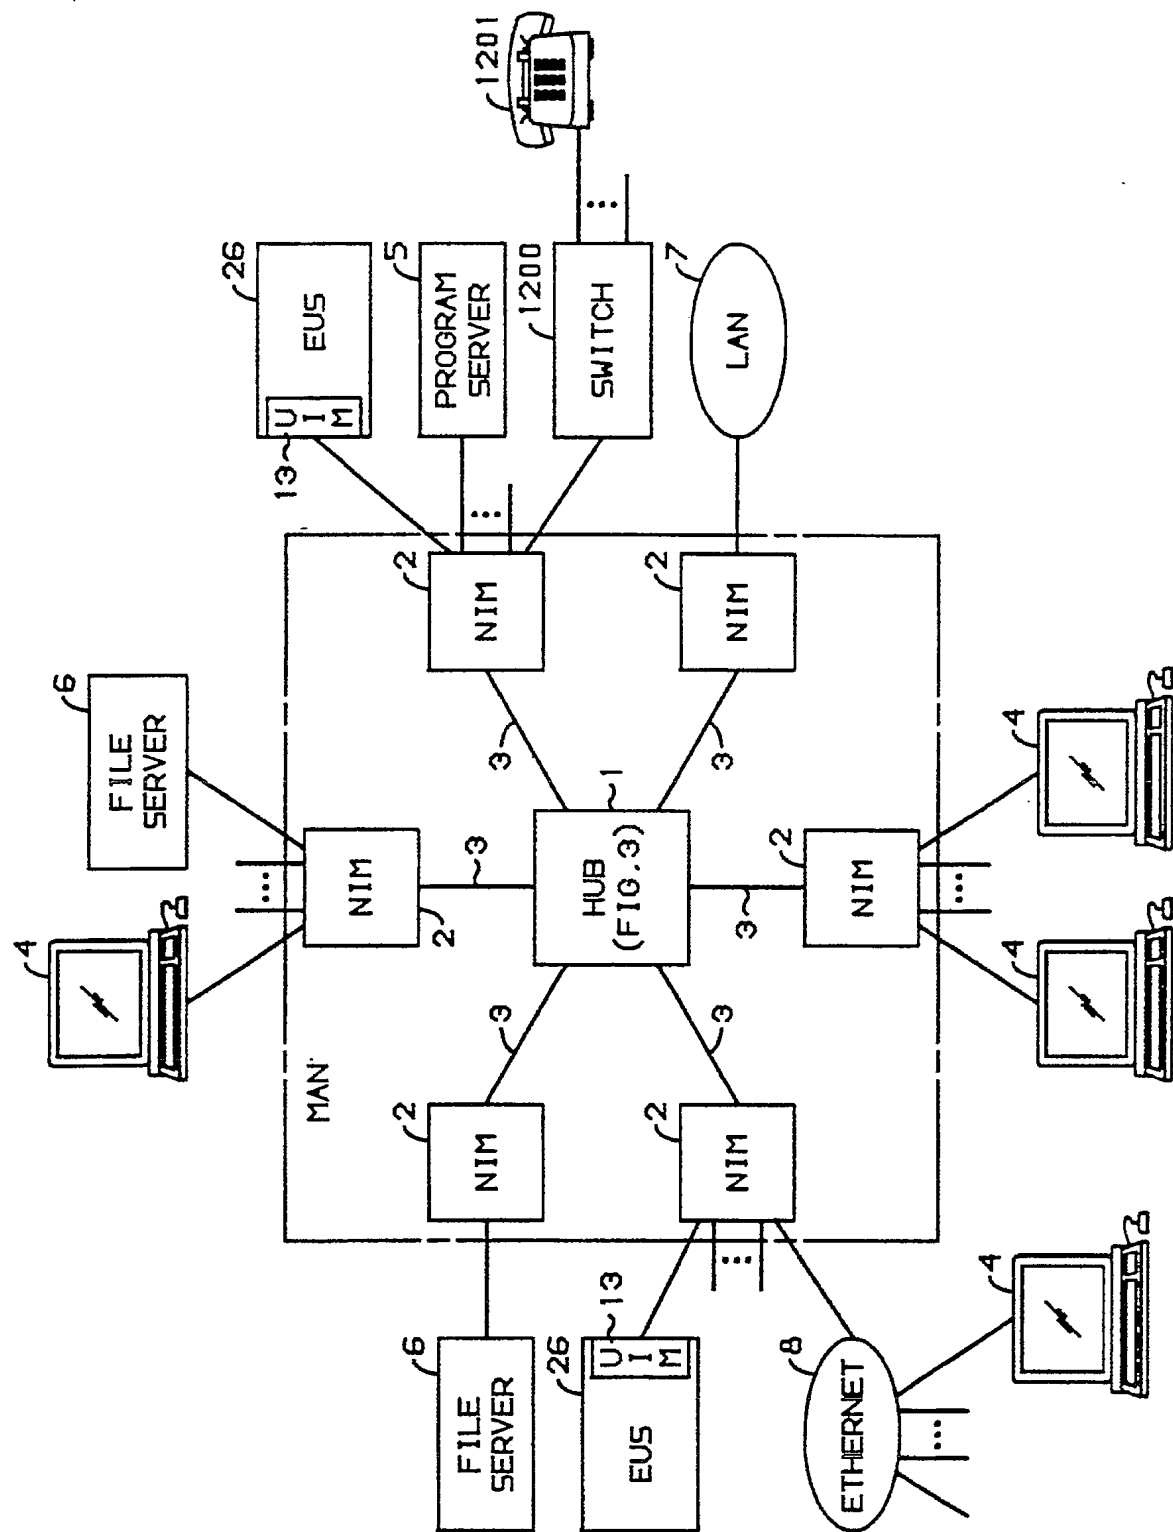 4
6
FILE
SERVER
26
EUS
U
I
M
13
MAN
NIM
2
3
6
FILE
SERVER
2
NIM
3
2
NIM
3
5
PROGRAM
SERVER
1201
1200
SWITCH
26
EUS
U
I
M
13
HUB
(FIG.3)
1
2
NIM
3
2
NIM
3
7
LAN
8
ETHERNET
3
2
NIM
4
4
4